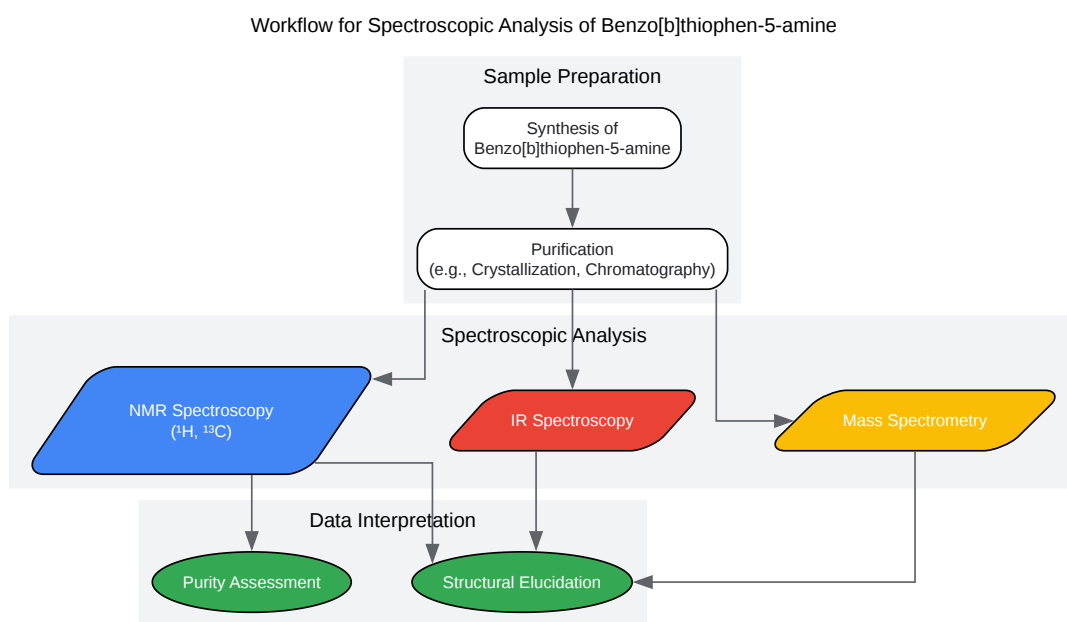 Workflow for Spectroscopic Analysis of Benzo[b]thiophen-5-amine
Sample Preparation
Synthesis of
Benzo[b]thiophen-5-amine
Purification
(e.g., Crystallization, Chromatography)
Spectroscopic Analysis
NMR Spectroscopy
(¹H, ¹³C)
IR Spectroscopy
Mass Spectrometry
Data Interpretation
Purity Assessment
Structural Elucidation